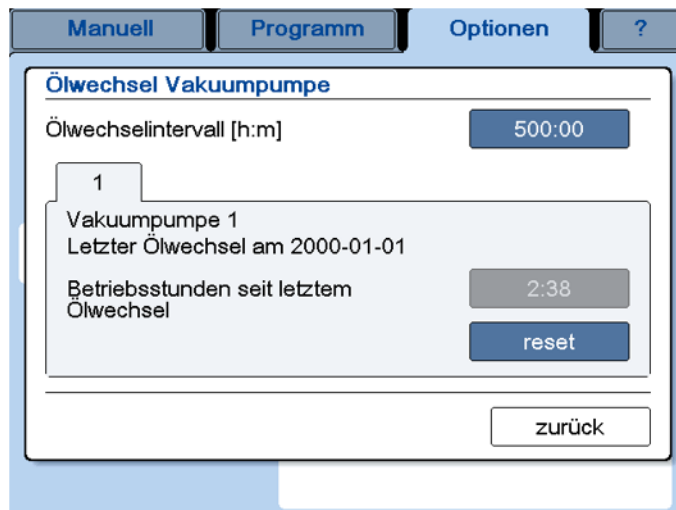 Manuell Programm Optionen ?
Ölwechsel Vakuumpumpe
Ölwechselintervall [h:m] 500:00
1
Vakuumpumpe 1
Letzter Ölwechsel am 2000-01-01
Betriebsstunden seit letztem 2:38
Ölwechsel
reset
zurück